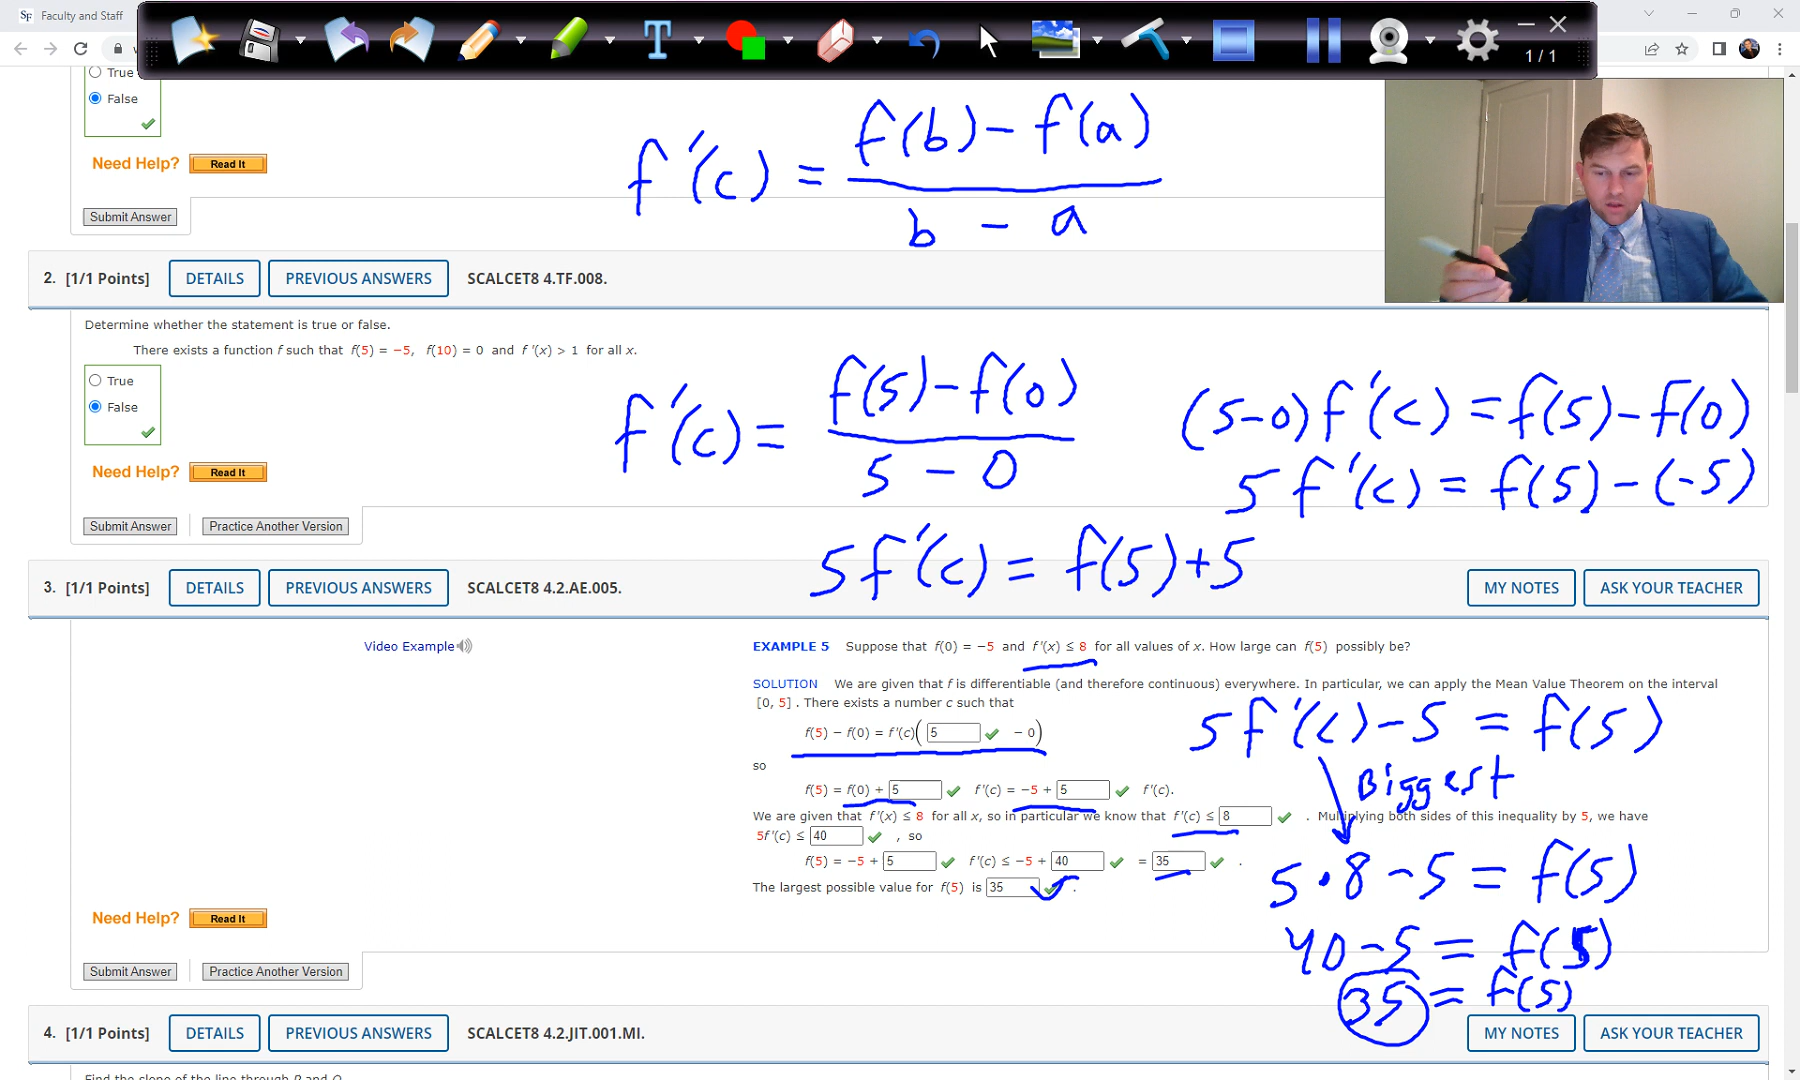 Faculty and Staff
1 / 1
True
False
Need Help? Read It
Submit Answer
f'(c) = f(b) - f(a) / b - a
2. [1/1 Points] DETAILS PREVIOUS ANSWERS SCALCET8 4.TF.008.
Determine whether the statement is true or false.
There exists a function f such that f(5) = −5, f(10) = 0 and f '(x) > 1 for all x.
True
False
Need Help? Read It
Submit Answer Practice Another Version
f'(c) = f(5) - f(0) / 5 - 0
(5-0)f'(c) = f(5) - f(0)
5f'(c) = f(5) - (-5)
5f'(c) = f(5)+5
3. [1/1 Points] DETAILS PREVIOUS ANSWERS SCALCET8 4.2.AE.005. MY NOTES ASK YOUR TEACHER
Video Example
EXAMPLE 5 Suppose that f(0) = −5 and f '(x) ≤ 8 for all values of x. How large can f(5) possibly be?
SOLUTION We are given that f is differentiable (and therefore continuous) everywhere. In particular, we can apply the Mean Value Theorem on the interval
[0, 5] . There exists a number c such that
f(5) − f(0) = f '(c)( 5 − 0)
so
f(5) = f(0) + 5 f '(c) = −5 + 5 f '(c).
We are given that f '(x) ≤ 8 for all x, so in particular we know that f '(c) ≤ 8 . Multiplying both sides of this inequality by 5, we have
5f '(c) ≤ 40 , so
f(5) = −5 + 5 f '(c) ≤ −5 + 40 = 35 .
The largest possible value for f(5) is 35 .
5f'(c) - 5 = f(5)
Biggest
5·8 - 5 = f(5)
40 - 5 = f(5)
35 = f(5)
Need Help? Read It
Submit Answer Practice Another Version
4. [1/1 Points] DETAILS PREVIOUS ANSWERS SCALCET8 4.2.JIT.001.MI. MY NOTES ASK YOUR TEACHER
Find the slope of the line through P and Q.